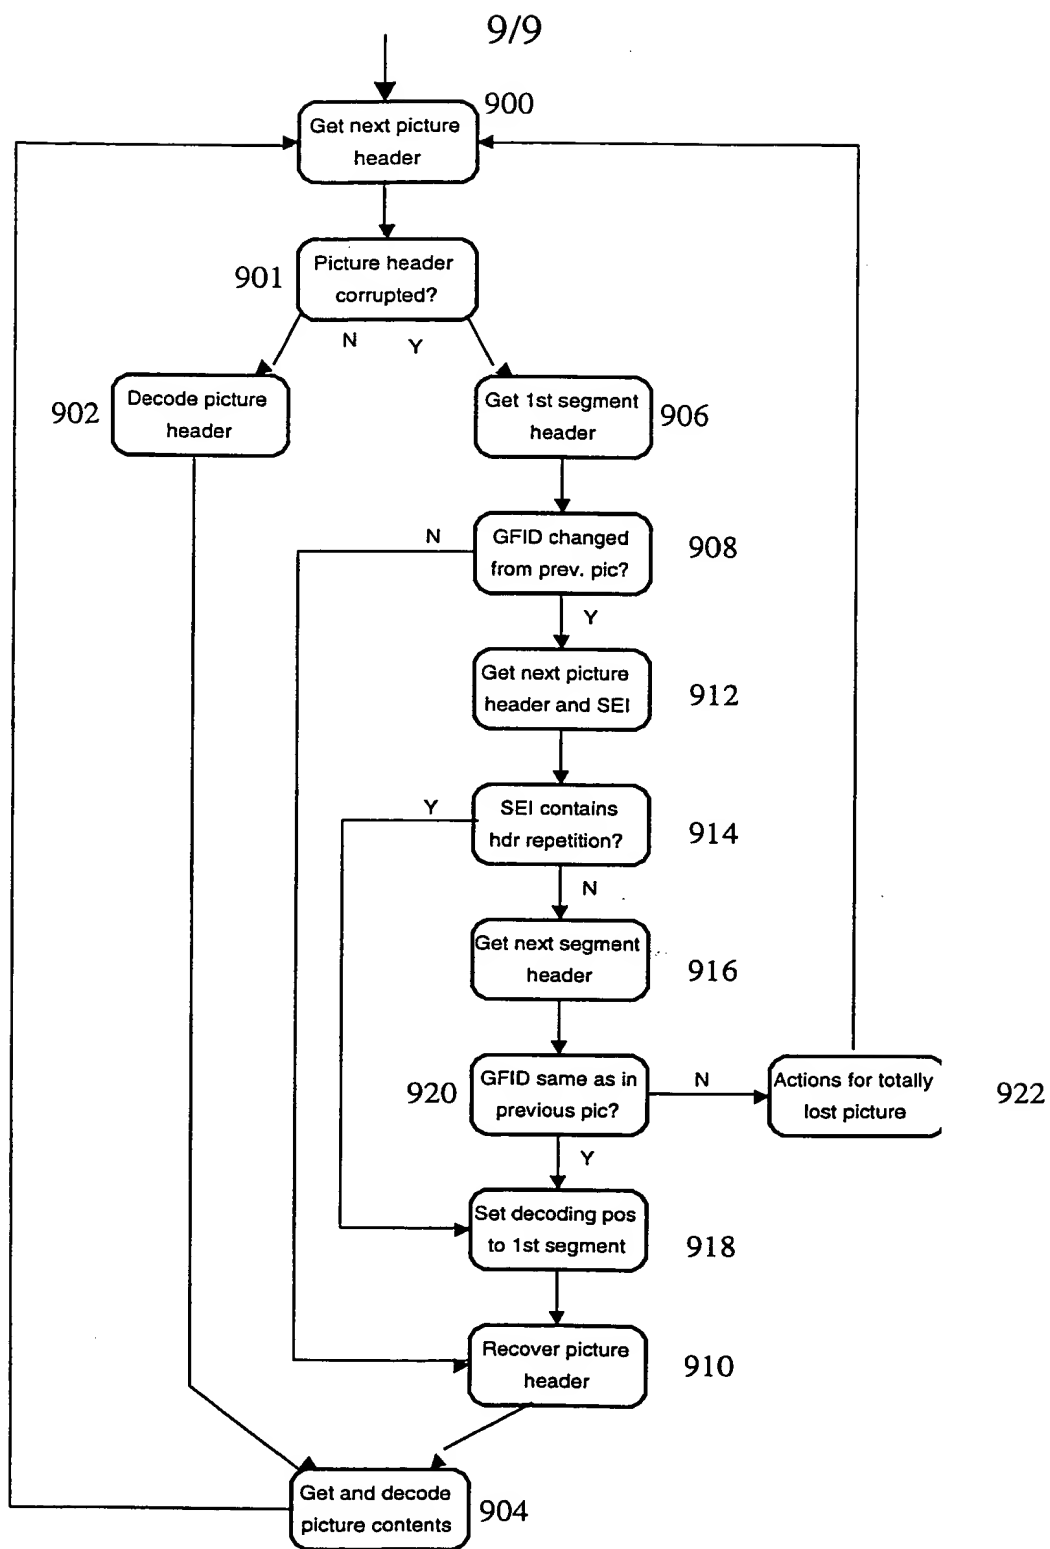 9/9
900
Get next picture
header
901
Picture header
corrupted?
N
Y
902
Decode picture
header
Get 1st segment
header
906
N
GFID changed
from prev. pic?
908
Y
Get next picture
header and SEI
912
Y
SEI contains
hdr repetition?
914
N
Get next segment
header
916
920
GFID same as in
previous pic?
N
Actions for totally
lost picture
922
Y
Set decoding pos
to 1st segment
918
Recover picture
header
910
Get and decode
picture contents
904